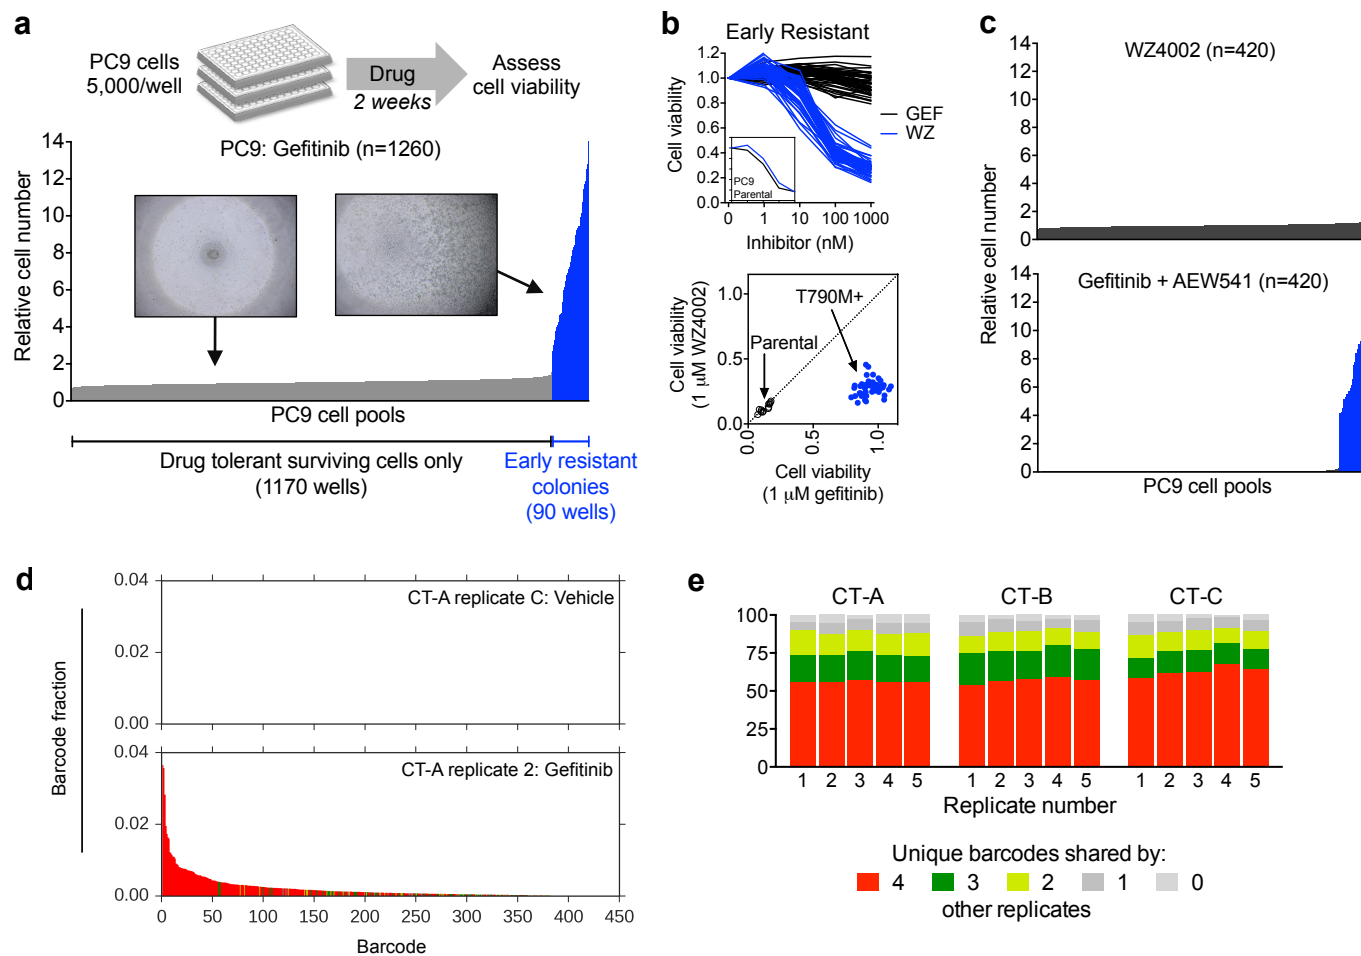 a
PC9 cells
5,000/well
Drug
2 weeks
Assess
cell viability
PC9: Gefitinib (n=1260)
Relative cell number
14
12
10
8
6
4
2
0
PC9 cell pools
Drug tolerant surviving cells only
(1170 wells)
Early resistant
colonies
(90 wells)
b
Early Resistant
Cell viability
1.2
1.0
0.8
0.6
0.4
0.2
0.0
GEF
WZ
PC9
Parental
0 1 10 100 1000
Inhibitor (nM)
Cell viability
(1 µM WZ4002)
1.0
0.5
0.0
T790M+
Parental
0.0 0.5 1.0
Cell viability
(1 µM gefitinib)
c
WZ4002 (n=420)
Relative cell number
14
12
10
8
6
4
2
0
Gefitinib + AEW541 (n=420)
14
12
10
8
6
4
2
0
PC9 cell pools
d
Barcode fraction
0.04
0.02
0.00
CT-A replicate C: Vehicle
0.04
0.02
0.00
CT-A replicate 2: Gefitinib
0 50 100 150 200 250 300 350 400 450
Barcode
e
CT-A CT-B CT-C
100
75
50
25
0
1 2 3 4 5 1 2 3 4 5 1 2 3 4 5
Replicate number
Unique barcodes shared by:
4 3 2 1 0
other replicates